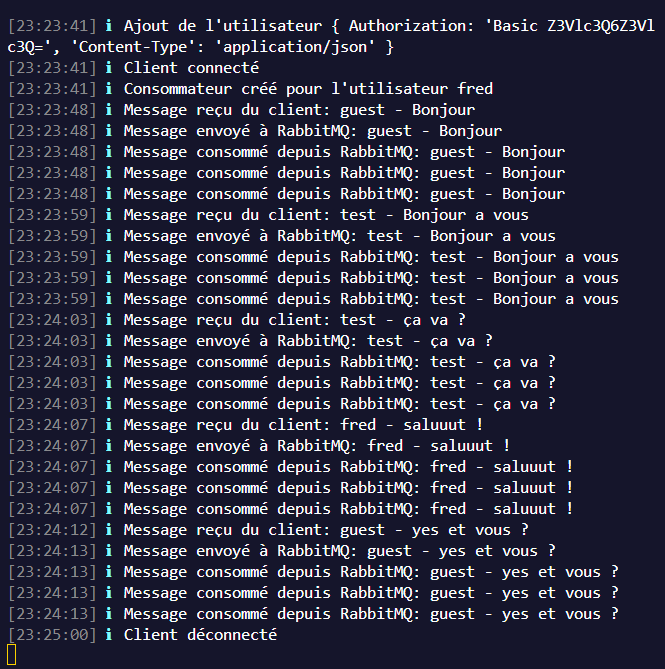 [23:23:41] ℹ Ajout de l'utilisateur { Authorization: 'Basic Z3Vlc3Q6Z3Vl
c3Q=', 'Content-Type': 'application/json' }
[23:23:41] ℹ Client connecté
[23:23:41] ℹ Consommateur créé pour l'utilisateur fred
[23:23:48] ℹ Message reçu du client: guest - Bonjour
[23:23:48] ℹ Message envoyé à RabbitMQ: guest - Bonjour
[23:23:48] ℹ Message consommé depuis RabbitMQ: guest - Bonjour
[23:23:48] ℹ Message consommé depuis RabbitMQ: guest - Bonjour
[23:23:48] ℹ Message consommé depuis RabbitMQ: guest - Bonjour
[23:23:59] ℹ Message reçu du client: test - Bonjour a vous
[23:23:59] ℹ Message envoyé à RabbitMQ: test - Bonjour a vous
[23:23:59] ℹ Message consommé depuis RabbitMQ: test - Bonjour a vous
[23:23:59] ℹ Message consommé depuis RabbitMQ: test - Bonjour a vous
[23:23:59] ℹ Message consommé depuis RabbitMQ: test - Bonjour a vous
[23:24:03] ℹ Message reçu du client: test - ça va ?
[23:24:03] ℹ Message envoyé à RabbitMQ: test - ça va ?
[23:24:03] ℹ Message consommé depuis RabbitMQ: test - ça va ?
[23:24:03] ℹ Message consommé depuis RabbitMQ: test - ça va ?
[23:24:03] ℹ Message consommé depuis RabbitMQ: test - ça va ?
[23:24:07] ℹ Message reçu du client: fred - saluuut !
[23:24:07] ℹ Message envoyé à RabbitMQ: fred - saluuut !
[23:24:07] ℹ Message consommé depuis RabbitMQ: fred - saluuut !
[23:24:07] ℹ Message consommé depuis RabbitMQ: fred - saluuut !
[23:24:07] ℹ Message consommé depuis RabbitMQ: fred - saluuut !
[23:24:12] ℹ Message reçu du client: guest - yes et vous ?
[23:24:13] ℹ Message envoyé à RabbitMQ: guest - yes et vous ?
[23:24:13] ℹ Message consommé depuis RabbitMQ: guest - yes et vous ?
[23:24:13] ℹ Message consommé depuis RabbitMQ: guest - yes et vous ?
[23:24:13] ℹ Message consommé depuis RabbitMQ: guest - yes et vous ?
[23:25:00] ℹ Client déconnecté